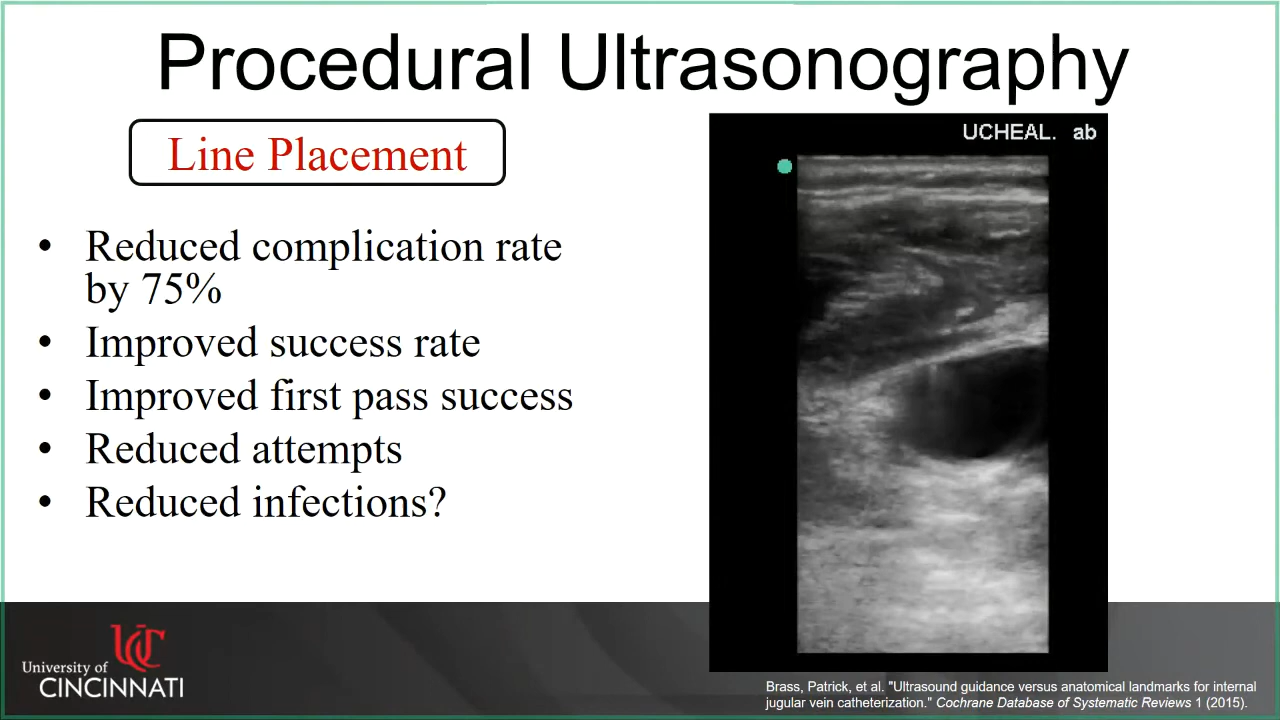 Procedural Ultrasonography
Line Placement
• Reduced complication rate
by 75%
• Improved success rate
• Improved first pass success
• Reduced attempts
• Reduced infections?
UCHEAL. ab
University of
CINCINNATI
Brass, Patrick, et al. "Ultrasound guidance versus anatomical landmarks for internal
jugular vein catheterization." Cochrane Database of Systematic Reviews 1 (2015).